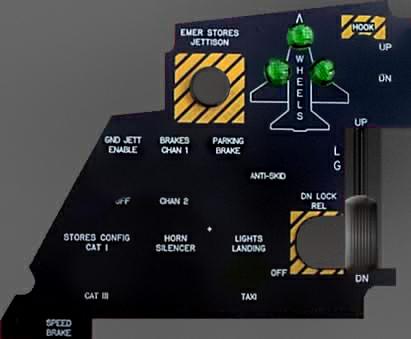 EMER STORES
JETTISON
HOOK
UP
DN
WHEELS
UP
GND JETT
ENABLE
BRAKES
CHAN 1
PARKING
BRAKE
LG
ANTI-SKID
OFF
CHAN 2
DN LOCK
REL
STORES CONFIG
CAT I
HORN
SILENCER
LIGHTS
LANDING
OFF
DN
CAT III
TAXI
SPEED
BRAKE